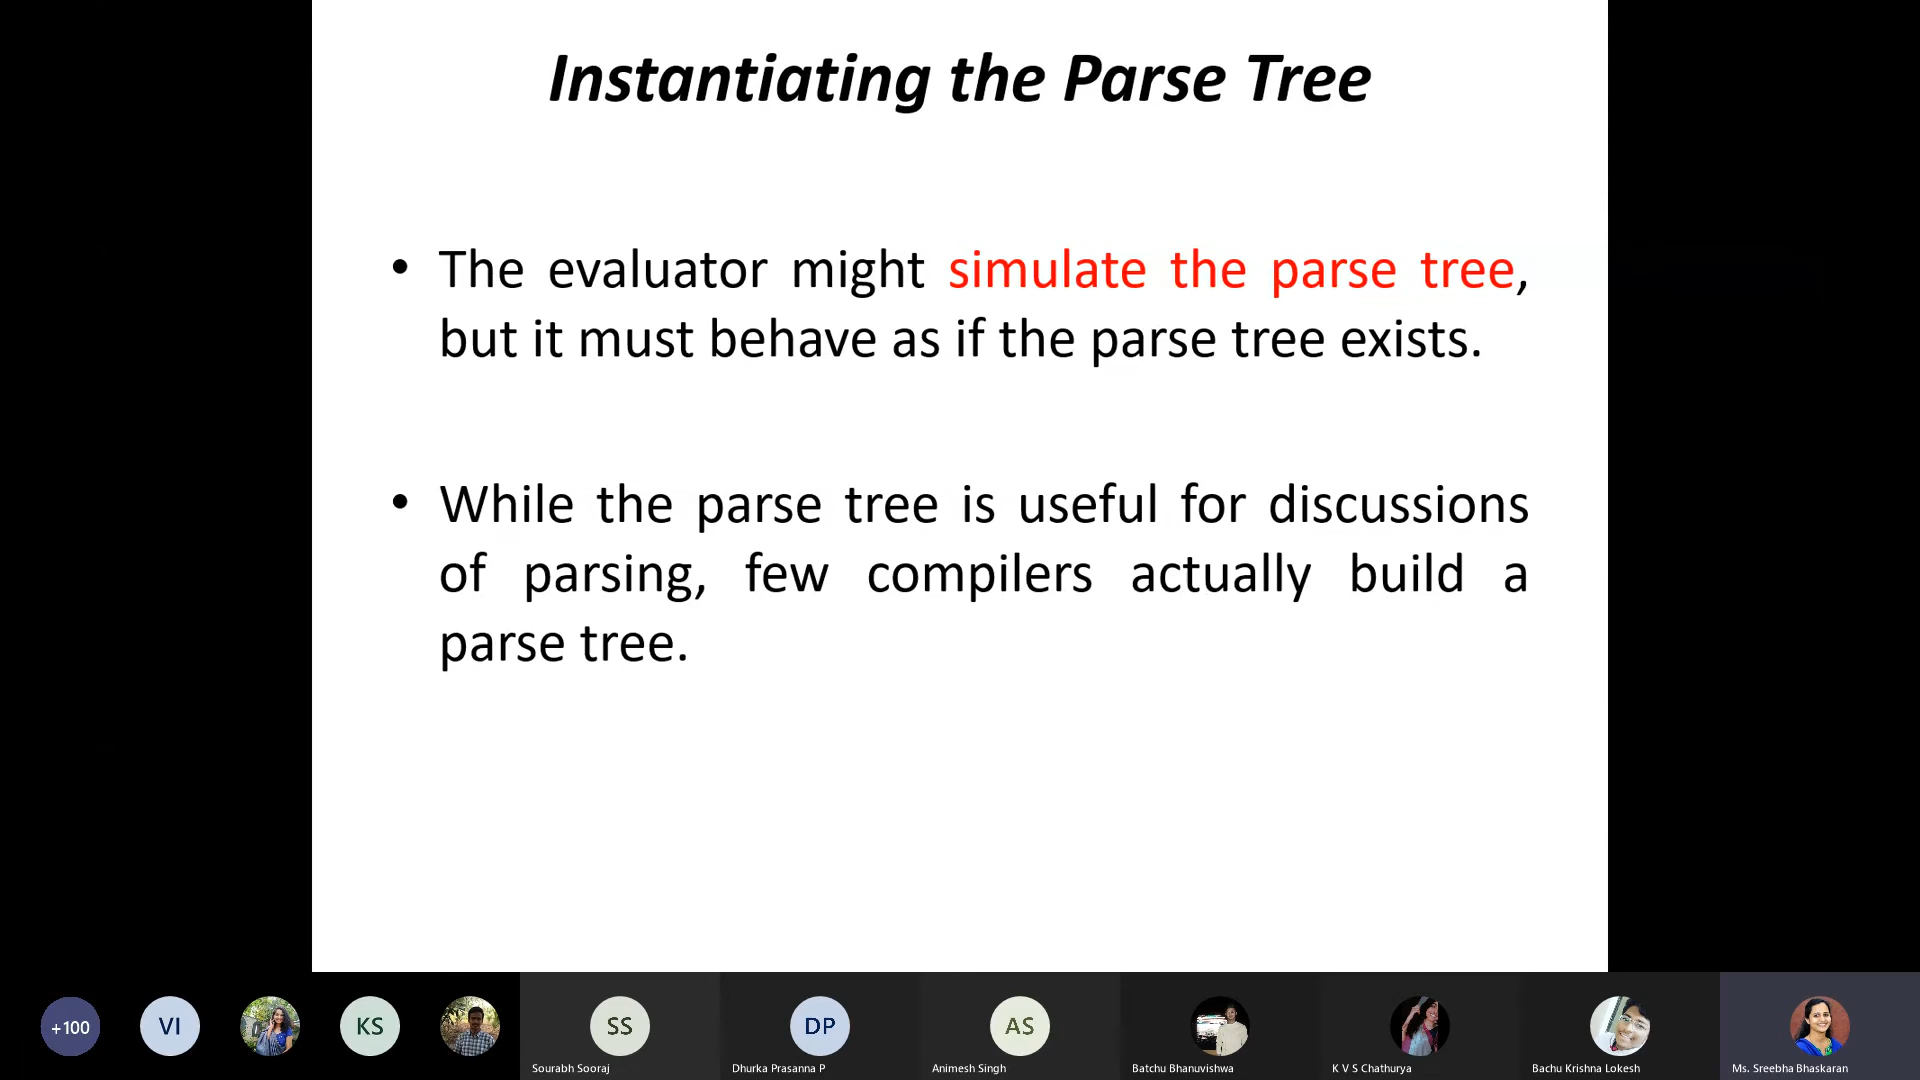 Instantiating the Parse Tree
• The evaluator might simulate the parse tree,
but it must behave as if the parse tree exists.
• While the parse tree is useful for discussions
of parsing, few compilers actually build a
parse tree.
+100
VI
KS
SS
DP
AS
Sourabh Sooraj
Dhurka Prasanna P
Animesh Singh
Batchu Bhanuvishwa
K V S Chathurya
Bachu Krishna Lokesh
Ms. Sreebha Bhaskaran